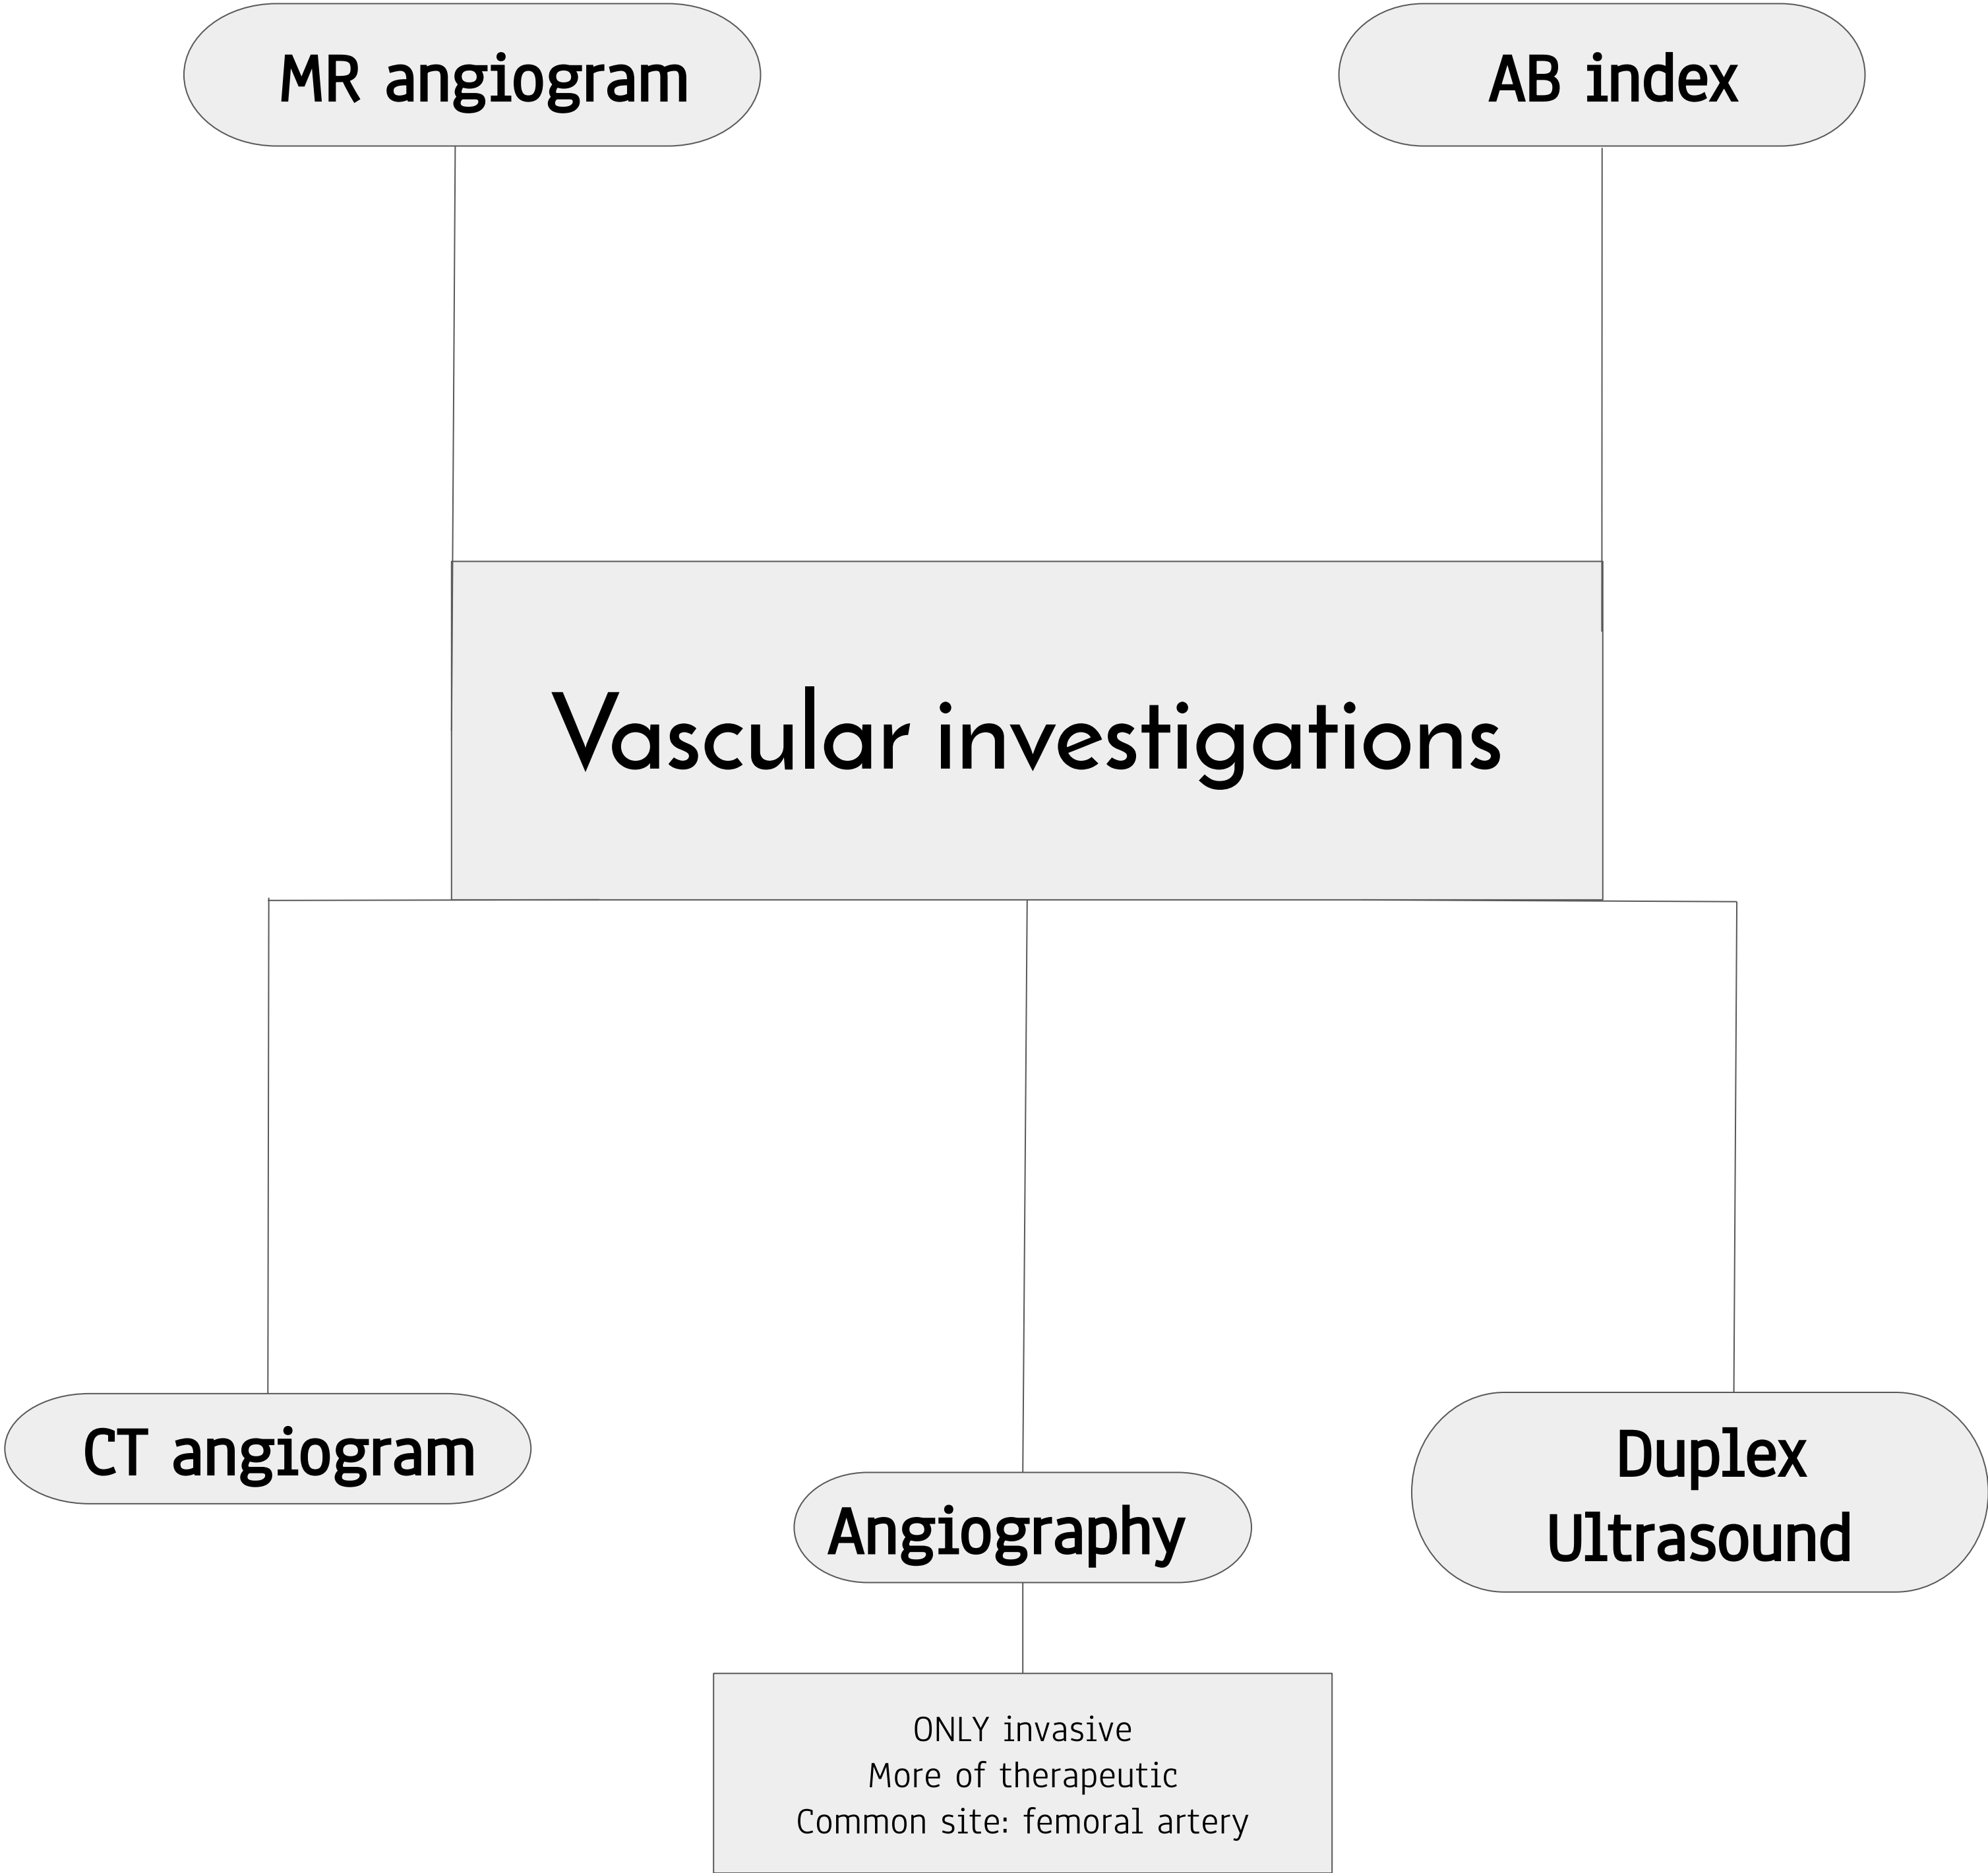 MR angiogram
AB index
Vascular investigations
CT angiogram
Angiography
Duplex
Ultrasound
ONLY invasive
More of therapeutic
Common site: femoral artery